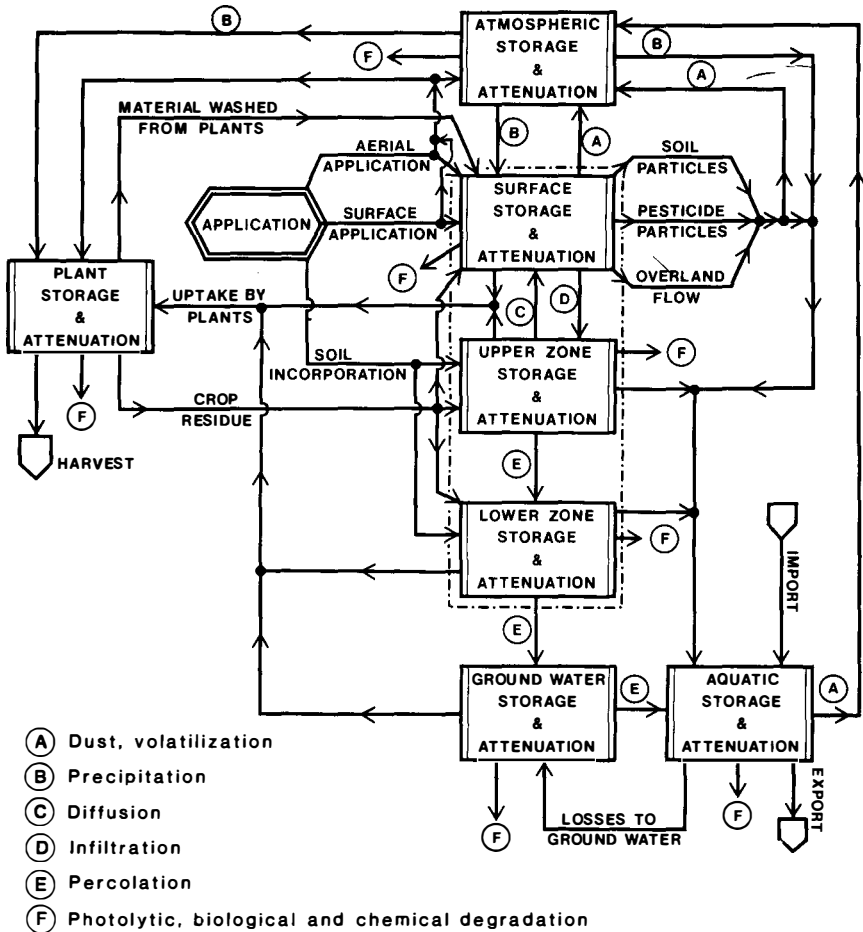 B
ATMOSPHERIC
STORAGE
&
ATTENUATION
F
B
A
MATERIAL WASHED
FROM PLANTS
B
A
AERIAL
APPLICATION
SOIL
PARTICLES
APPLICATION
SURFACE
APPLICATION
SURFACE
STORAGE
&
ATTENUATION
PESTICIDE
PARTICLES
OVERLAND
FLOW
F
PLANT
STORAGE
&
ATTENUATION
UPTAKE BY
PLANTS
C
D
SOIL
INCORPORATION
UPPER ZONE
STORAGE
&
ATTENUATION
F
F
CROP
RESIDUE
HARVEST
E
LOWER ZONE
STORAGE
&
ATTENUATION
F
IMPORT
E
GROUND WATER
STORAGE
&
ATTENUATION
E
AQUATIC
STORAGE
&
ATTENUATION
A
F
LOSSES TO
GROUND WATER
F
EXPORT
A Dust, volatilization
B Precipitation
C Diffusion
D Infiltration
E Percolation
F Photolytic, biological and chemical degradation